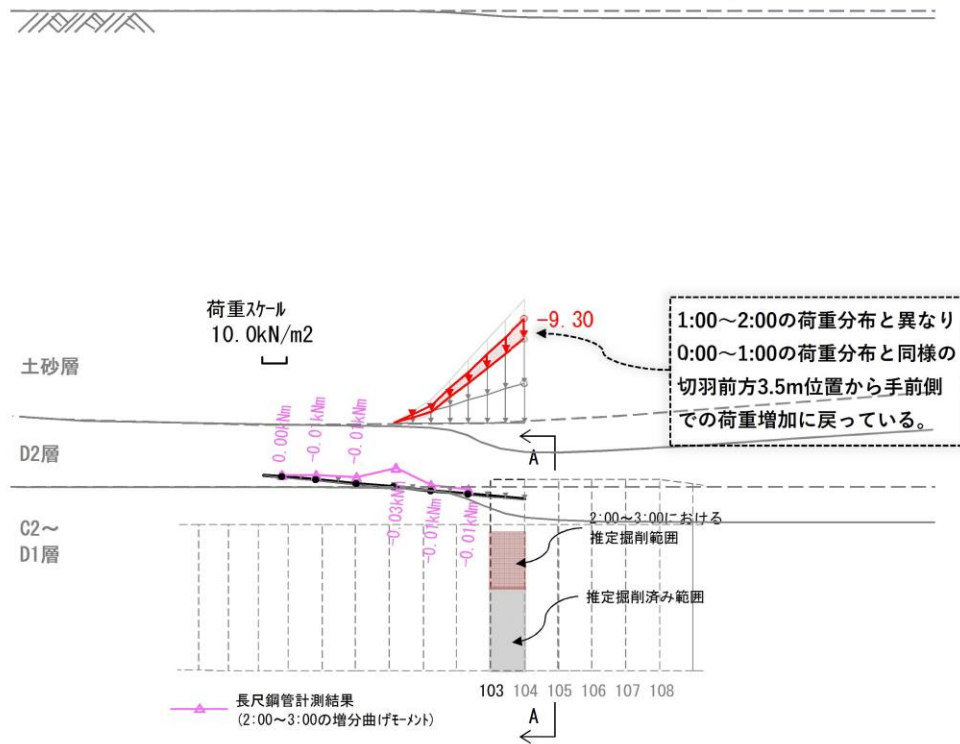 荷重スケール
10.0kN/m2
-9.30
1:00～2:00の荷重分布と異なり
0:00～1:00の荷重分布と同様の
切羽前方3.5m位置から手前側
での荷重増加に戻っている。
土砂層
D2層
0.00kNm
-0.01kNm
-0.01kNm
A
-0.03kNm
-0.01kNm
-0.01kNm
C2～
D1層
2:00～3:00における
推定掘削範囲
推定掘削済み範囲
103 104 105 106 107 108
長尺鋼管計測結果
(2:00～3:00の増分曲げモーメント)
A